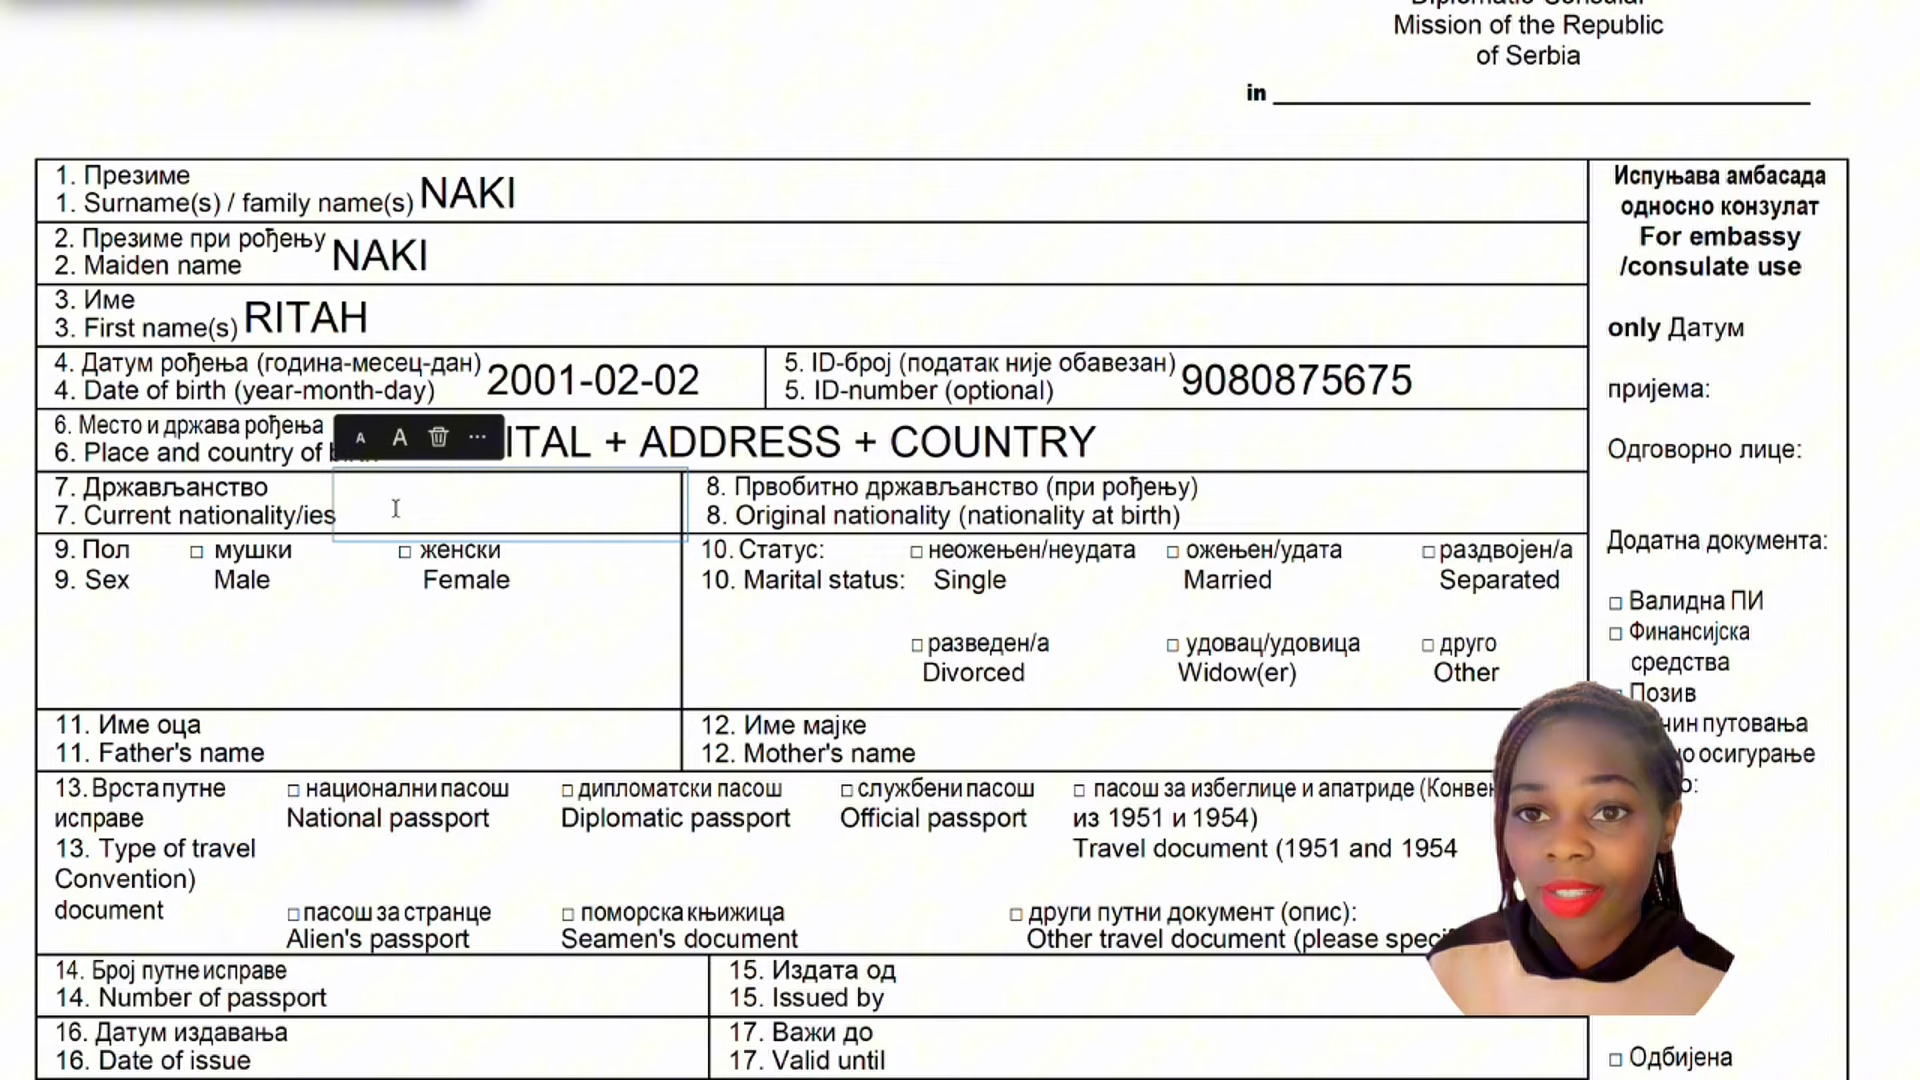 Mission of the Republic
of Serbia
in
1. Презиме
1. Surname(s) / family name(s) NAKI
2. Презиме при рођењу
2. Maiden name NAKI
3. Име
3. First name(s) RITAH
4. Датум рођења (година-месец-дан)
4. Date of birth (year-month-day) 2001-02-02
5. ID-број (податак није обавезан)
5. ID-number (optional) 9080875675
6. Место и држава рођења
6. Place and country of
ITAL + ADDRESS + COUNTRY
A A ...
7. Држављанство
7. Current nationality/ies
8. Првобитно држављанство (при рођењу)
8. Original nationality (nationality at birth)
9. Пол □ мушки □ женски
9. Sex Male Female
10. Статус: □ неожењен/неудата □ ожењен/удата □ раздвојен/а
10. Marital status: Single Married Separated
□ разведен/а □ удовац/удовица □ друго
Divorced Widow(er) Other
11. Име оца
11. Father's name
12. Име мајке
12. Mother's name
13. Врста путне □ национални пасош □ дипломатски пасош □ службени пасош □ пасош за избеглице и апатриде (Конвен
исправе National passport Diplomatic passport Official passport из 1951 и 1954)
13. Type of travel Travel document (1951 and 1954
Convention)
document □ пасош за странце □ поморска књижица □ други путни документ (опис):
Alien's passport Seamen's document Other travel document (please speci
14. Број путне исправе
14. Number of passport
15. Издата од
15. Issued by
16. Датум издавања
16. Date of issue
17. Важи до
17. Valid until
Испуњава амбасада
односно конзулат
For embassy
/consulate use
only Датум
пријема:
Одговорно лице:
Додатна документа:
□ Валидна ПИ
□ Финансијска
средства
Позив
чин путовања
о осигурање
о:
□ Одбијена